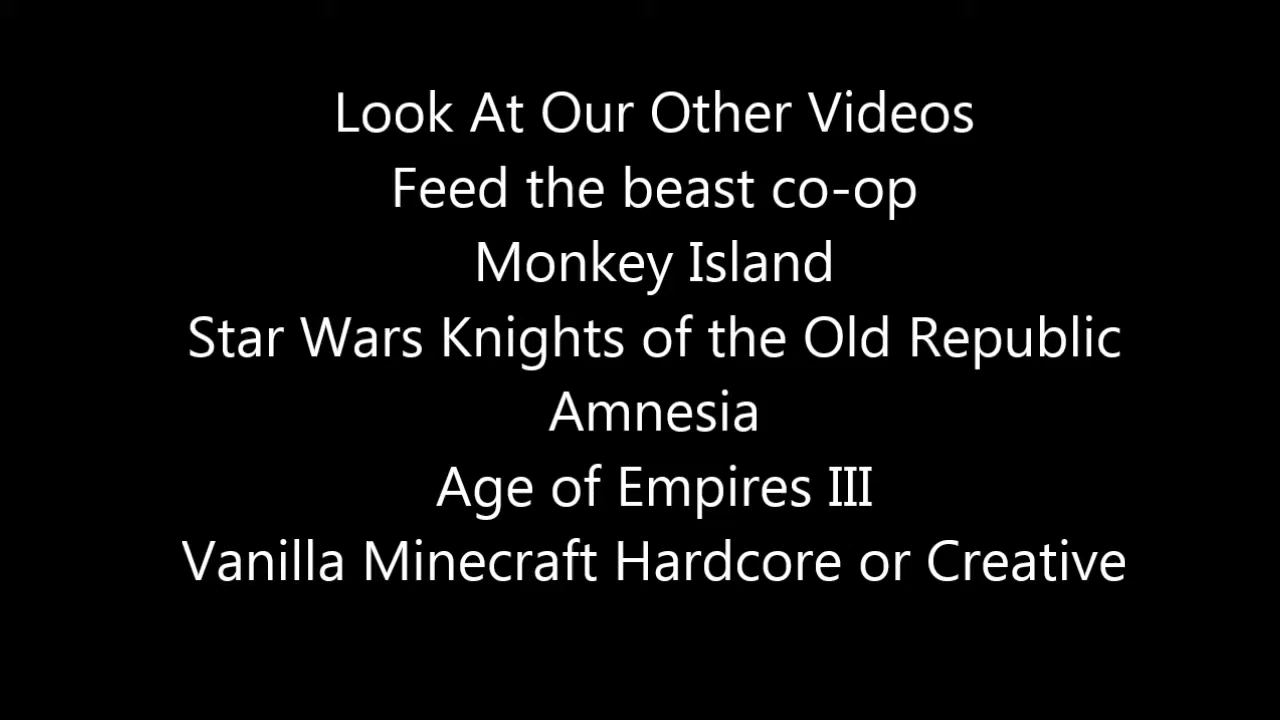 Look At Our Other Videos
Feed the beast co-op
Monkey Island
Star Wars Knights of the Old Republic
Amnesia
Age of Empires III
Vanilla Minecraft Hardcore or Creative